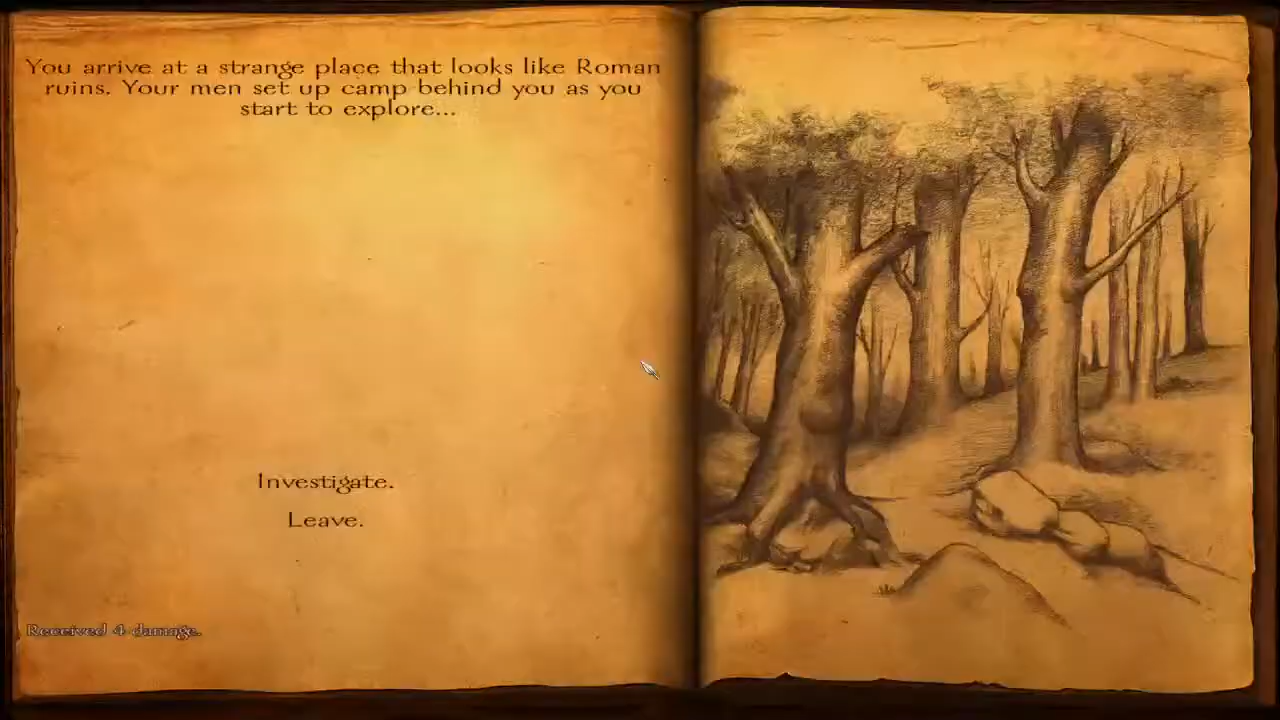 You arrive at a strange place that looks like Roman
ruins. Your men set up camp behind you as you
start to explore...
Investigate.
Leave.
Received 4 damage.